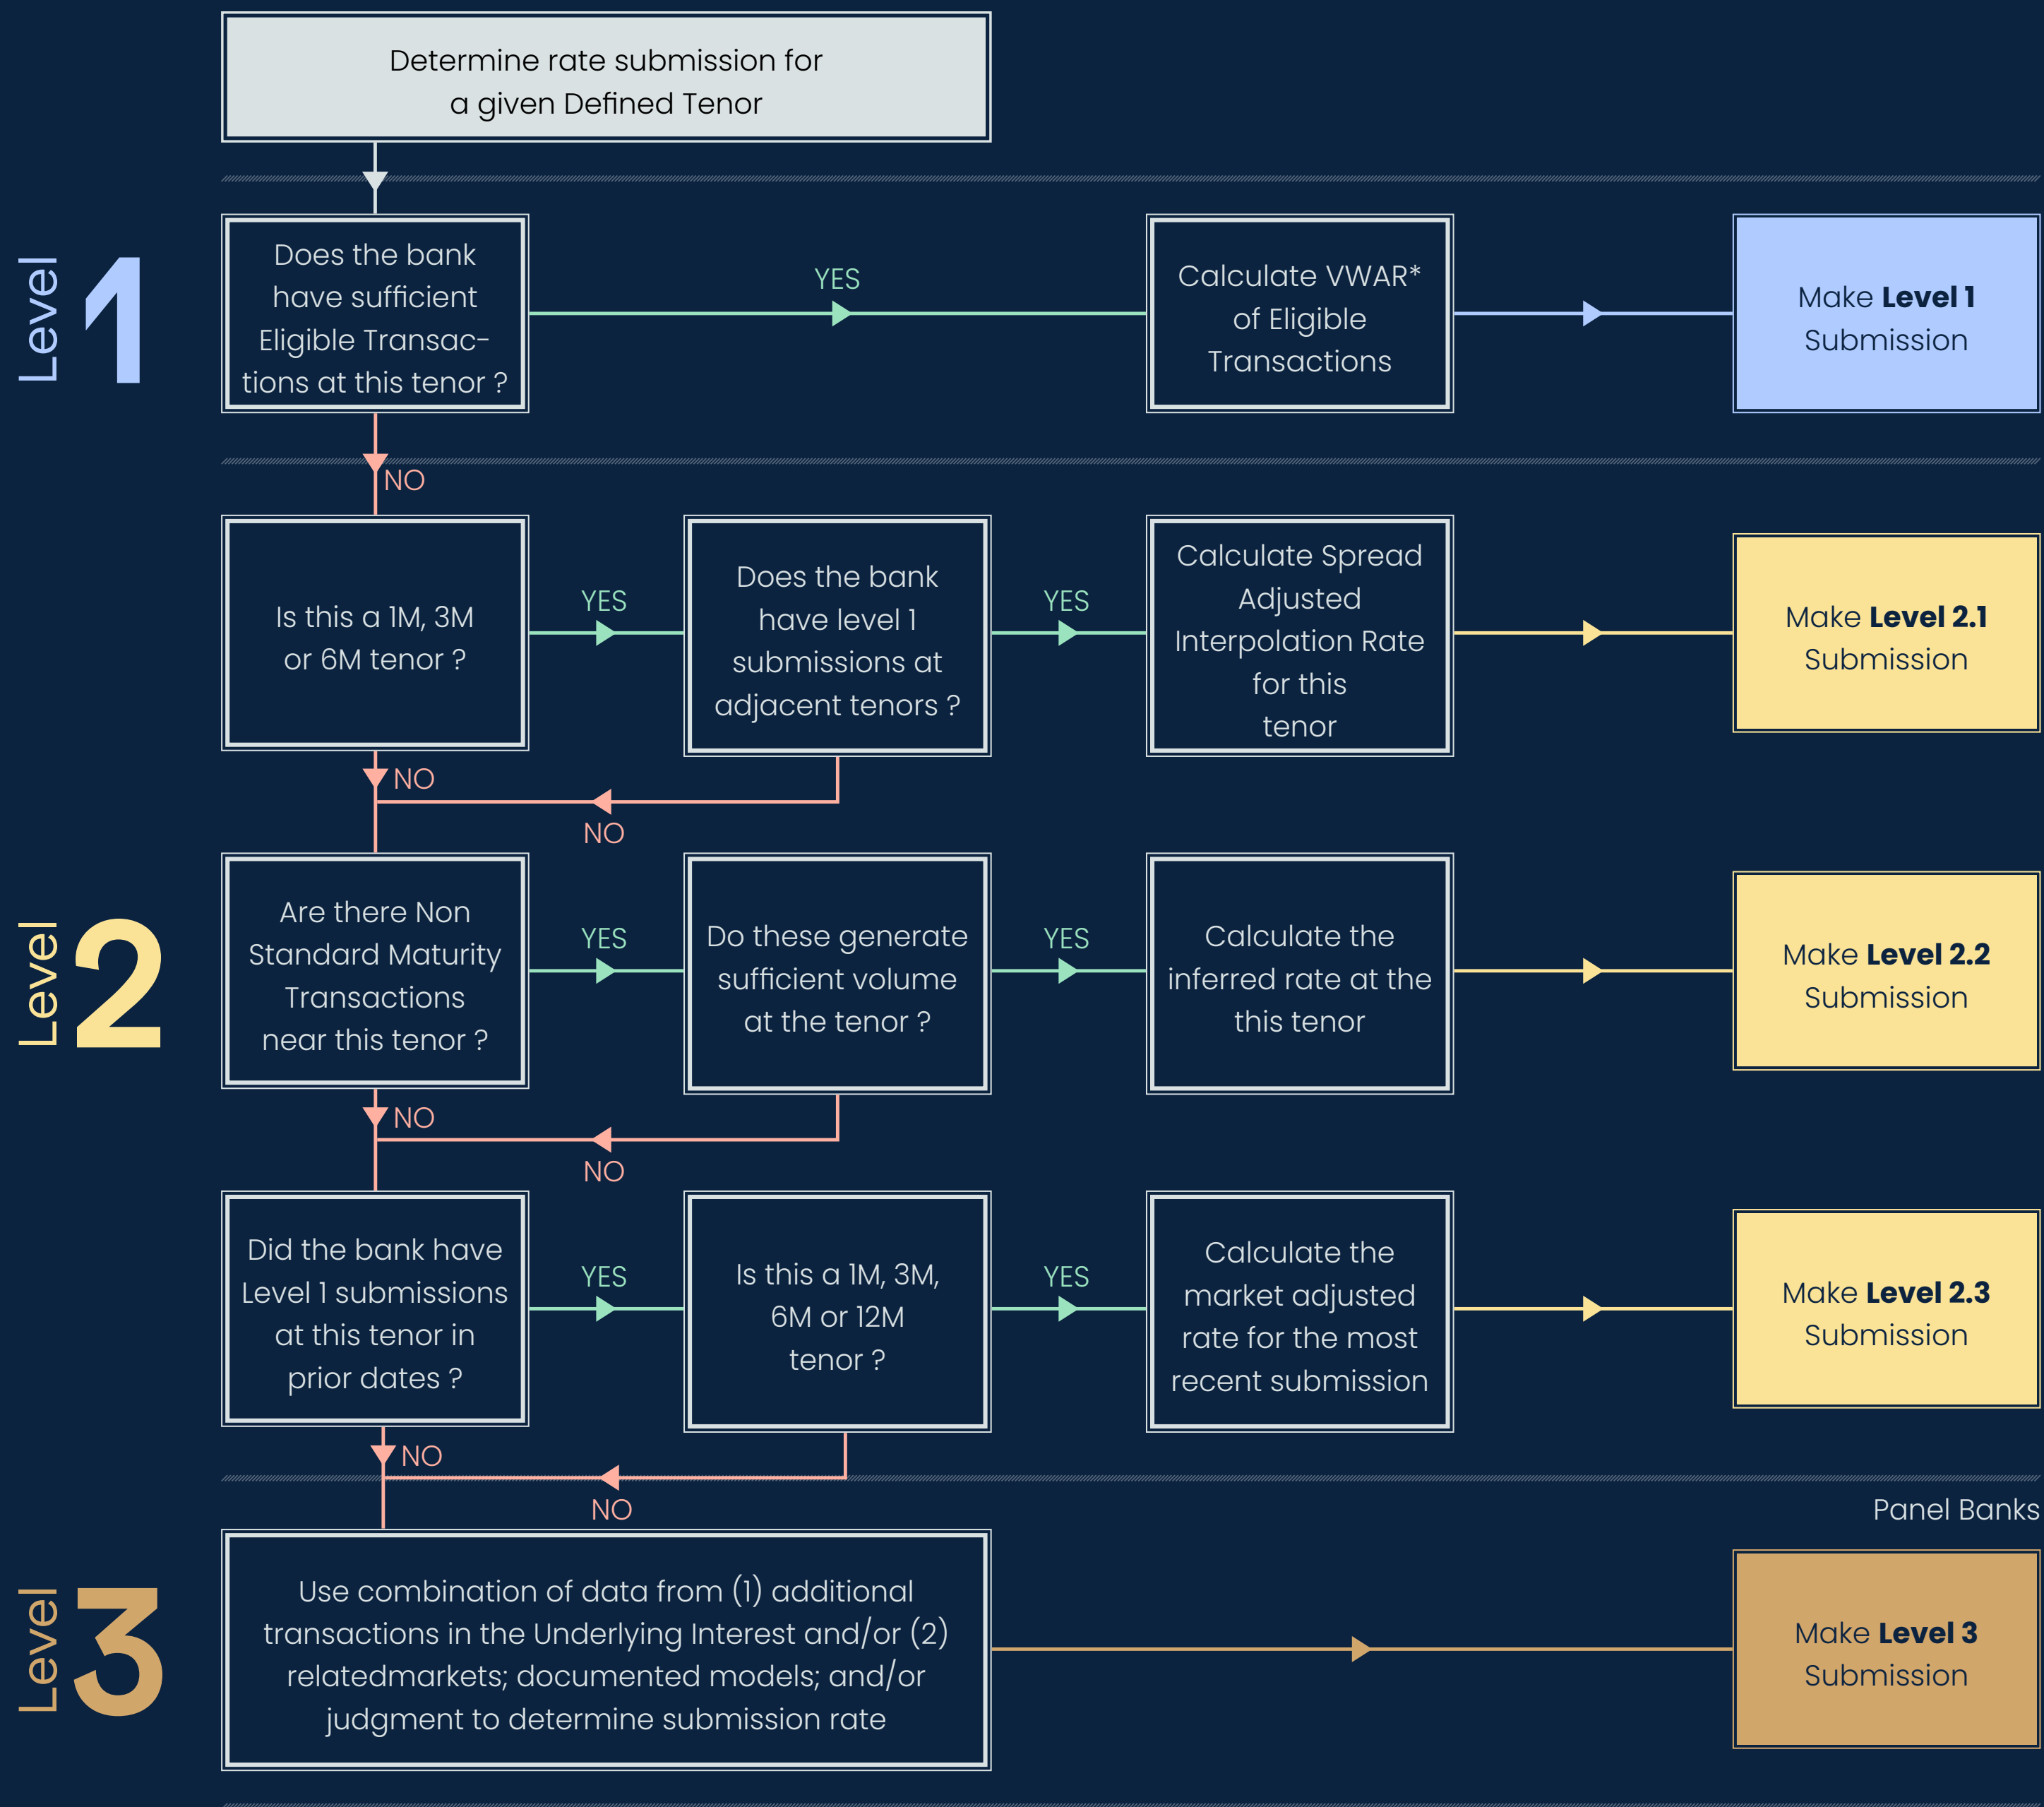 Determine rate submission for
a given Defined Tenor
Level 1
Does the bank
have sufficient
Eligible Transac-
tions at this tenor ?
YES
Calculate VWAR*
of Eligible
Transactions
Make Level 1
Submission
NO
Is this a 1M, 3M
or 6M tenor ?
YES
Does the bank
have level 1
submissions at
adjacent tenors ?
YES
Calculate Spread
Adjusted
Interpolation Rate
for this
tenor
Make Level 2.1
Submission
NO
NO
Level 2
Are there Non
Standard Maturity
Transactions
near this tenor ?
YES
Do these generate
sufficient volume
at the tenor ?
YES
Calculate the
inferred rate at the
this tenor
Make Level 2.2
Submission
NO
NO
Did the bank have
Level 1 submissions
at this tenor in
prior dates ?
YES
Is this a 1M, 3M,
6M or 12M
tenor ?
YES
Calculate the
market adjusted
rate for the most
recent submission
Make Level 2.3
Submission
NO
NO
Panel Banks
Level 3
Use combination of data from (1) additional
transactions in the Underlying Interest and/or (2)
relatedmarkets; documented models; and/or
judgment to determine submission rate
Make Level 3
Submission